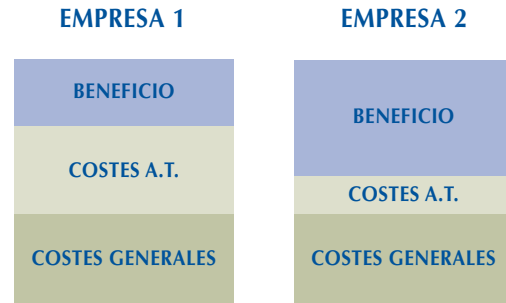 EMPRESA 1
BENEFICIO
COSTES A.T.
COSTES GENERALES
EMPRESA 2
BENEFICIO
COSTES A.T.
COSTES GENERALES